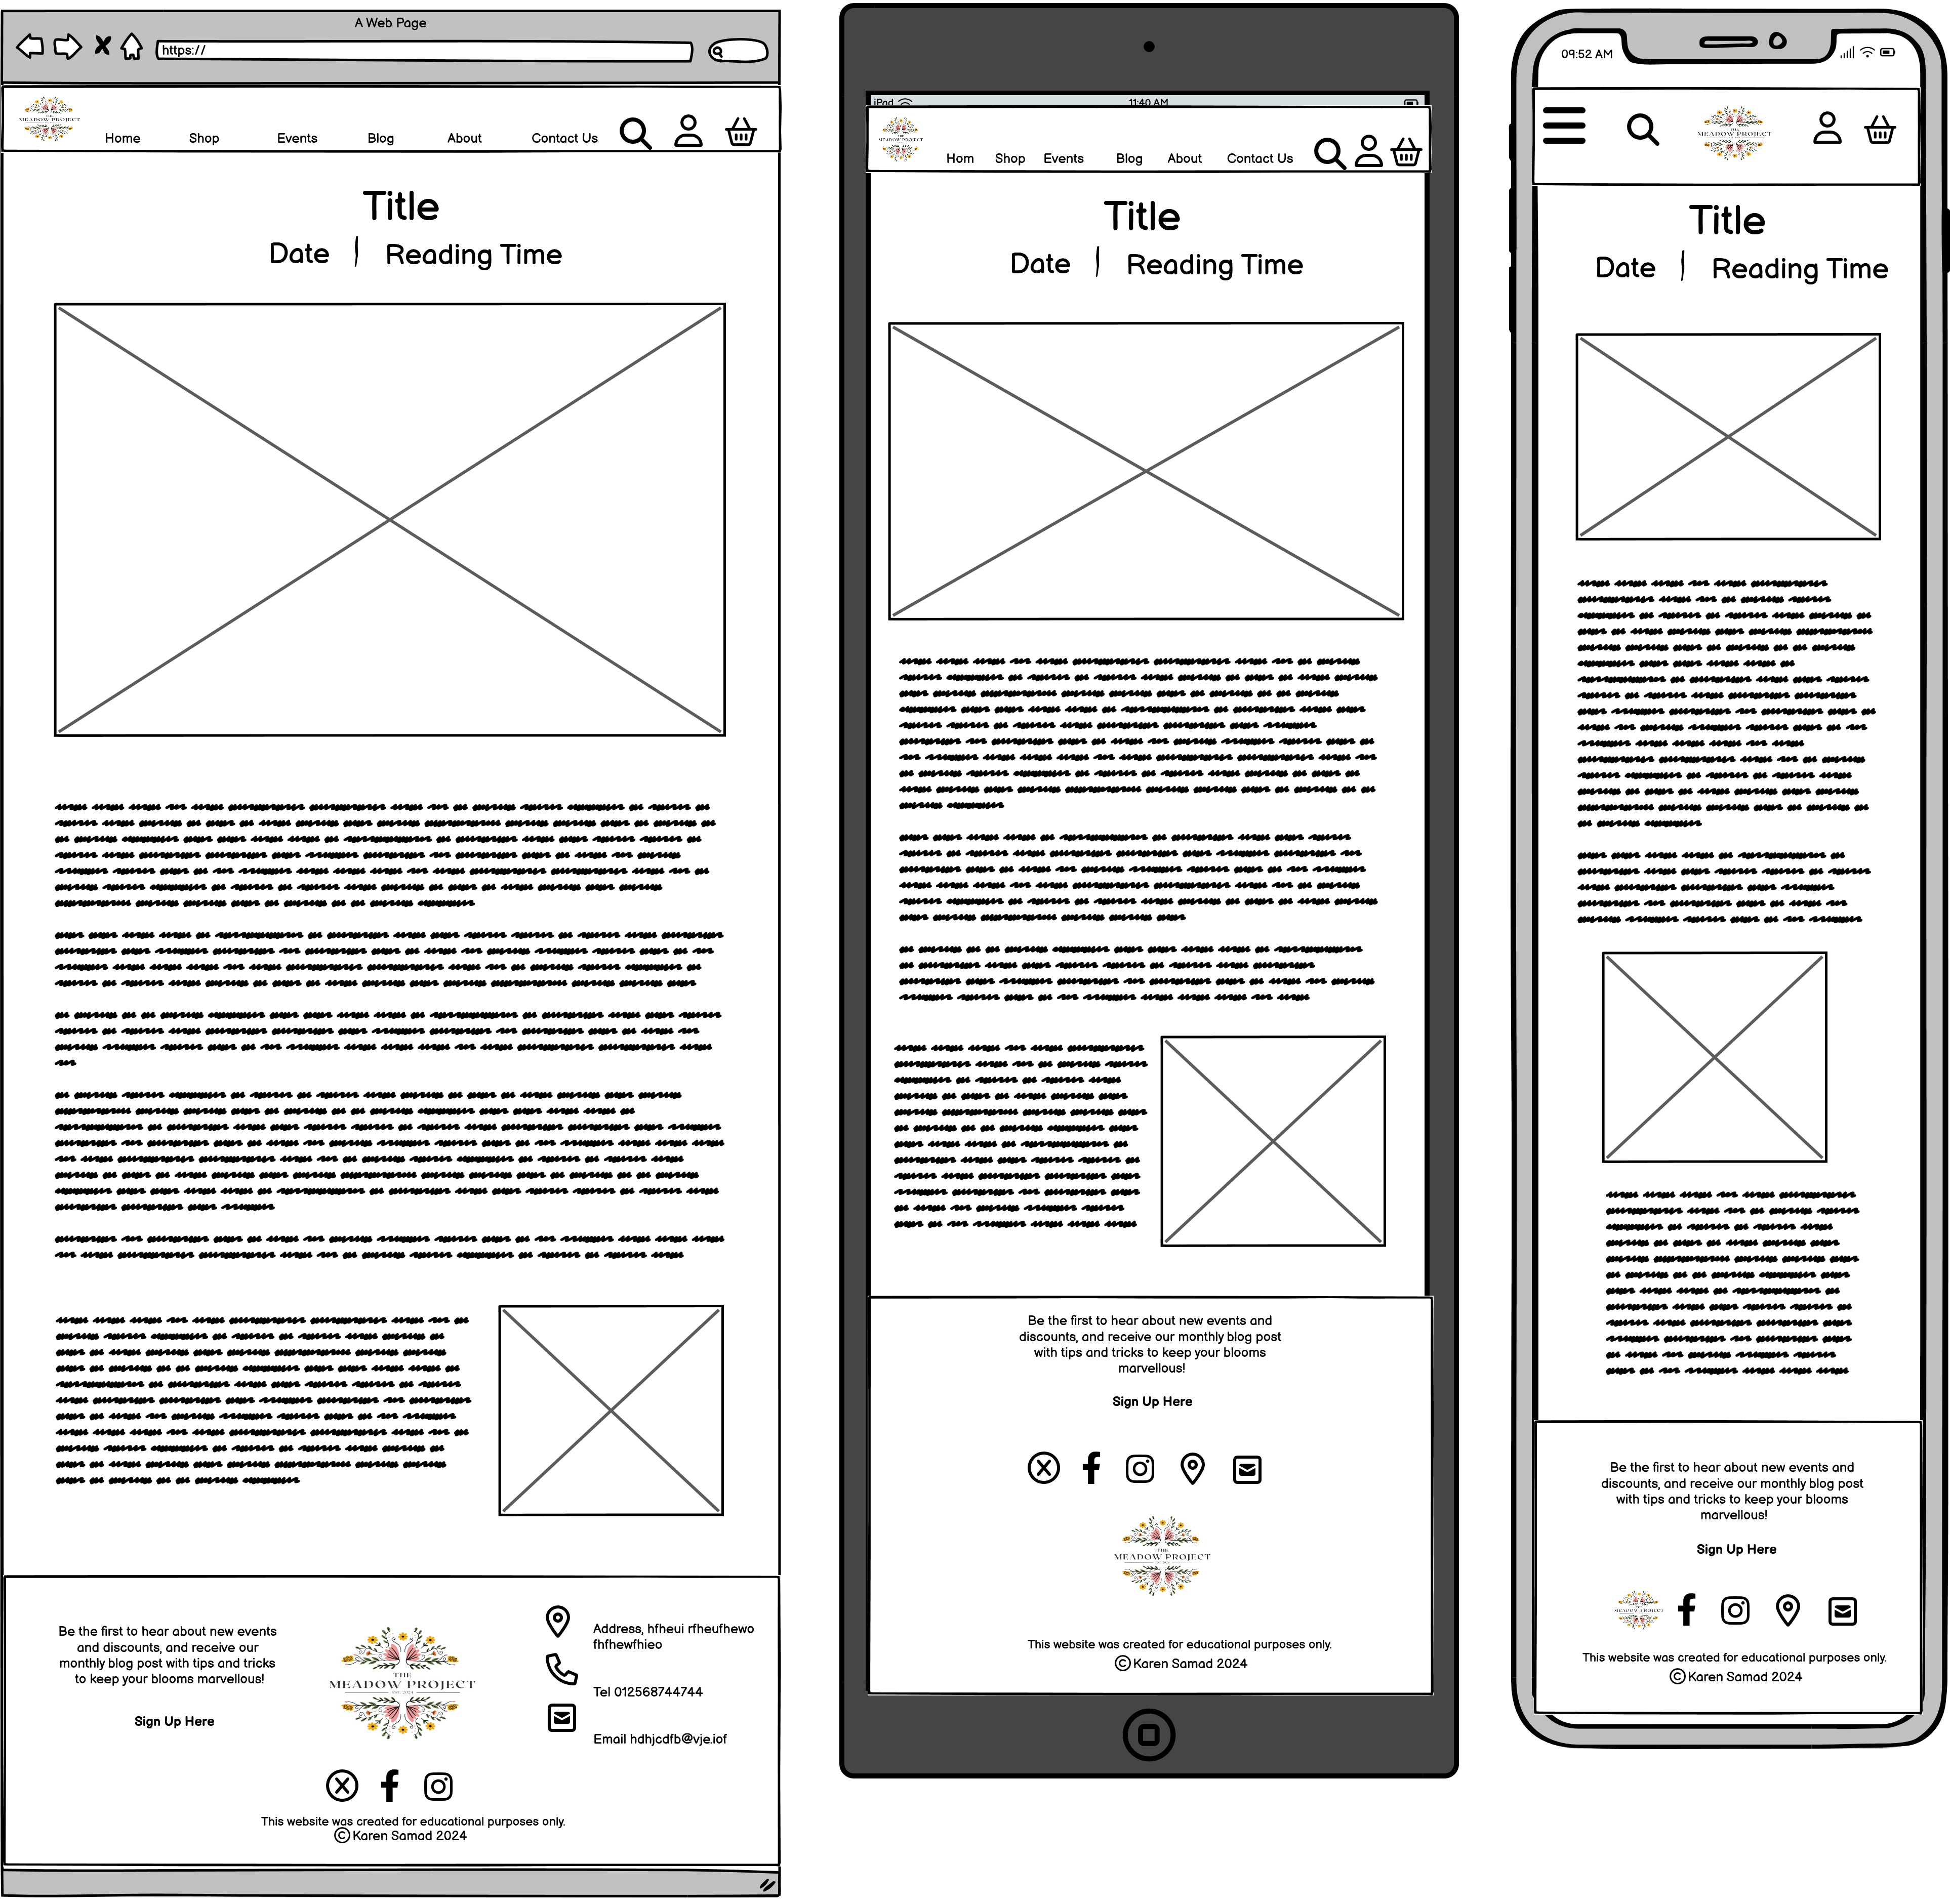 A Web Page
https://
THE
MEADOW PROJECT
Home Shop Events Blog About Contact Us
Title
Date Reading Time
Be the first to hear about new events
and discounts, and receive our
monthly blog post with tips and tricks
to keep your blooms marvellous!
Sign Up Here
THE
MEADOW PROJECT
EST. 2024
Address, hfheui rfheufhewo
fhfhewfhieo
Tel 012568744744
Email hdhjcdfb@vje.iof
This website was created for educational purposes only.
© Karen Samad 2024
iPad 11:40 AM
THE
MEADOW PROJECT
Hom Shop Events Blog About Contact Us
Title
Date Reading Time
Be the first to hear about new events and
discounts, and receive our monthly blog post
with tips and tricks to keep your blooms
marvellous!
Sign Up Here
THE
MEADOW PROJECT
This website was created for educational purposes only.
© Karen Samad 2024
09:52 AM
THE
MEADOW PROJECT
Title
Date Reading Time
Be the first to hear about new events and
discounts, and receive our monthly blog post
with tips and tricks to keep your blooms
marvellous!
Sign Up Here
MEADOW PROJECT
This website was created for educational purposes only.
© Karen Samad 2024